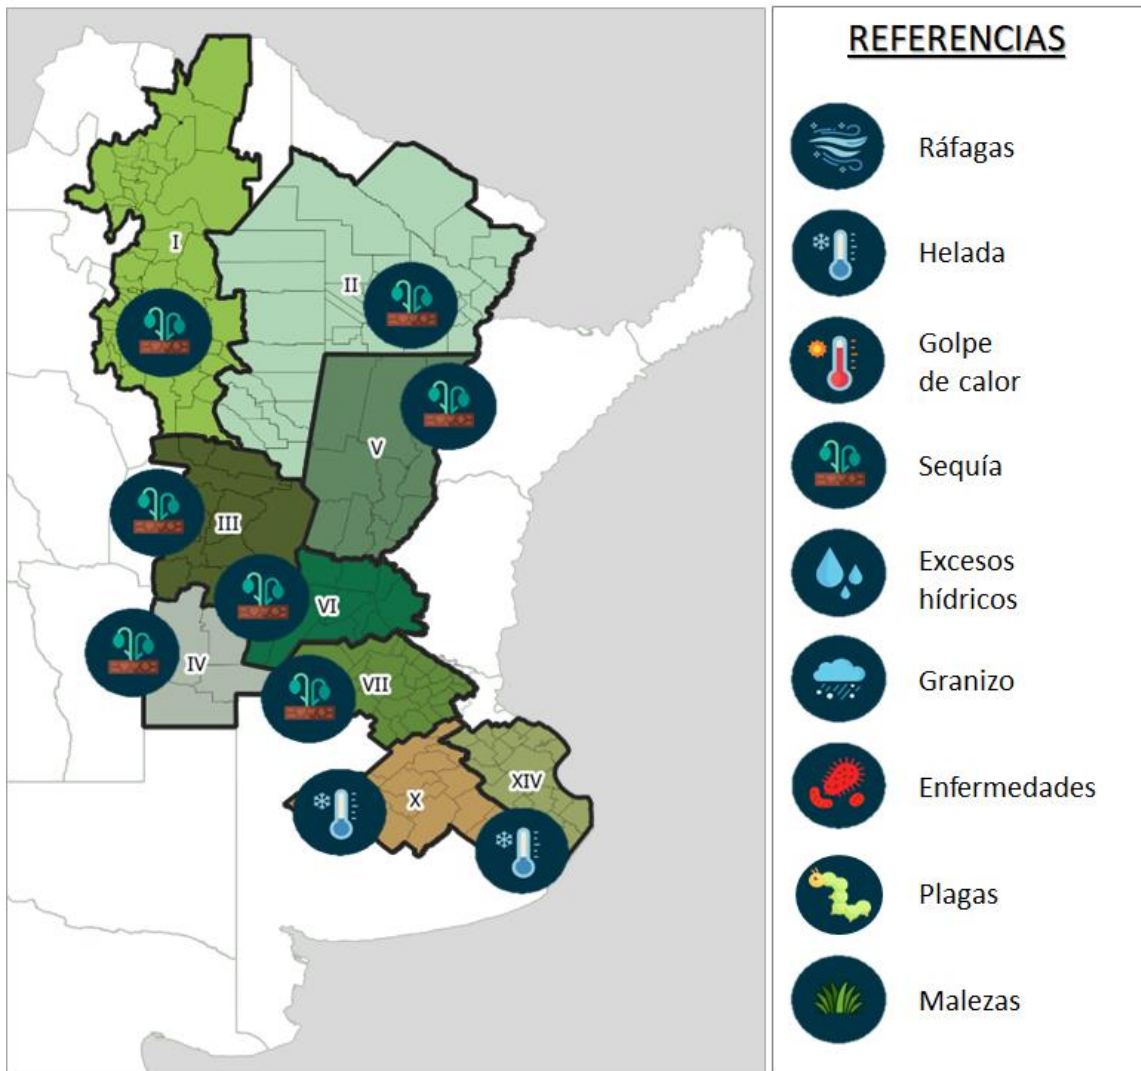 REFERENCIAS
Ráfagas
Helada
Golpe
de calor
Sequía
Excesos
hídricos
Granizo
Enfermedades
Plagas
Malezas
I
II
V
III
VI
IV
VII
XIV
X